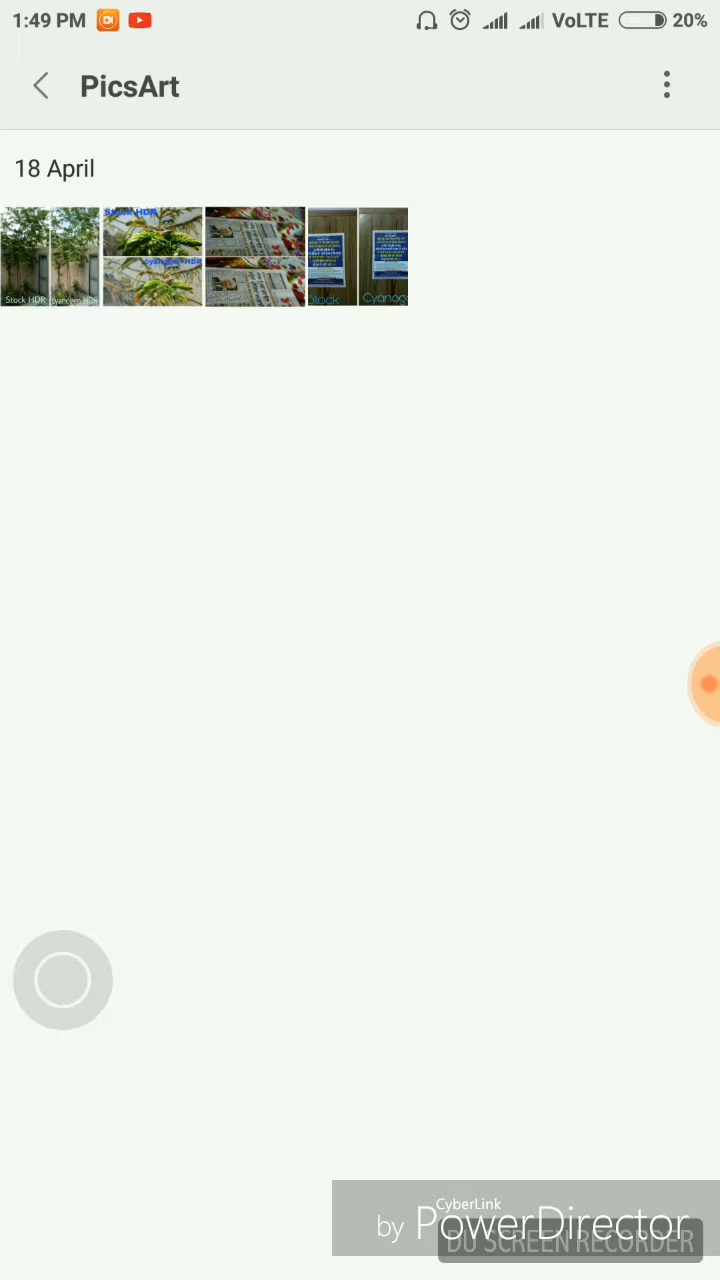 1:49 PM VoLTE 20%
PicsArt
18 April
Stock HDR
cyanogen HDR
Stock HDR
cyanogen HDR
Stock
Cyanog
CyberLink
by PowerDirector
DU SCREEN RECORDER